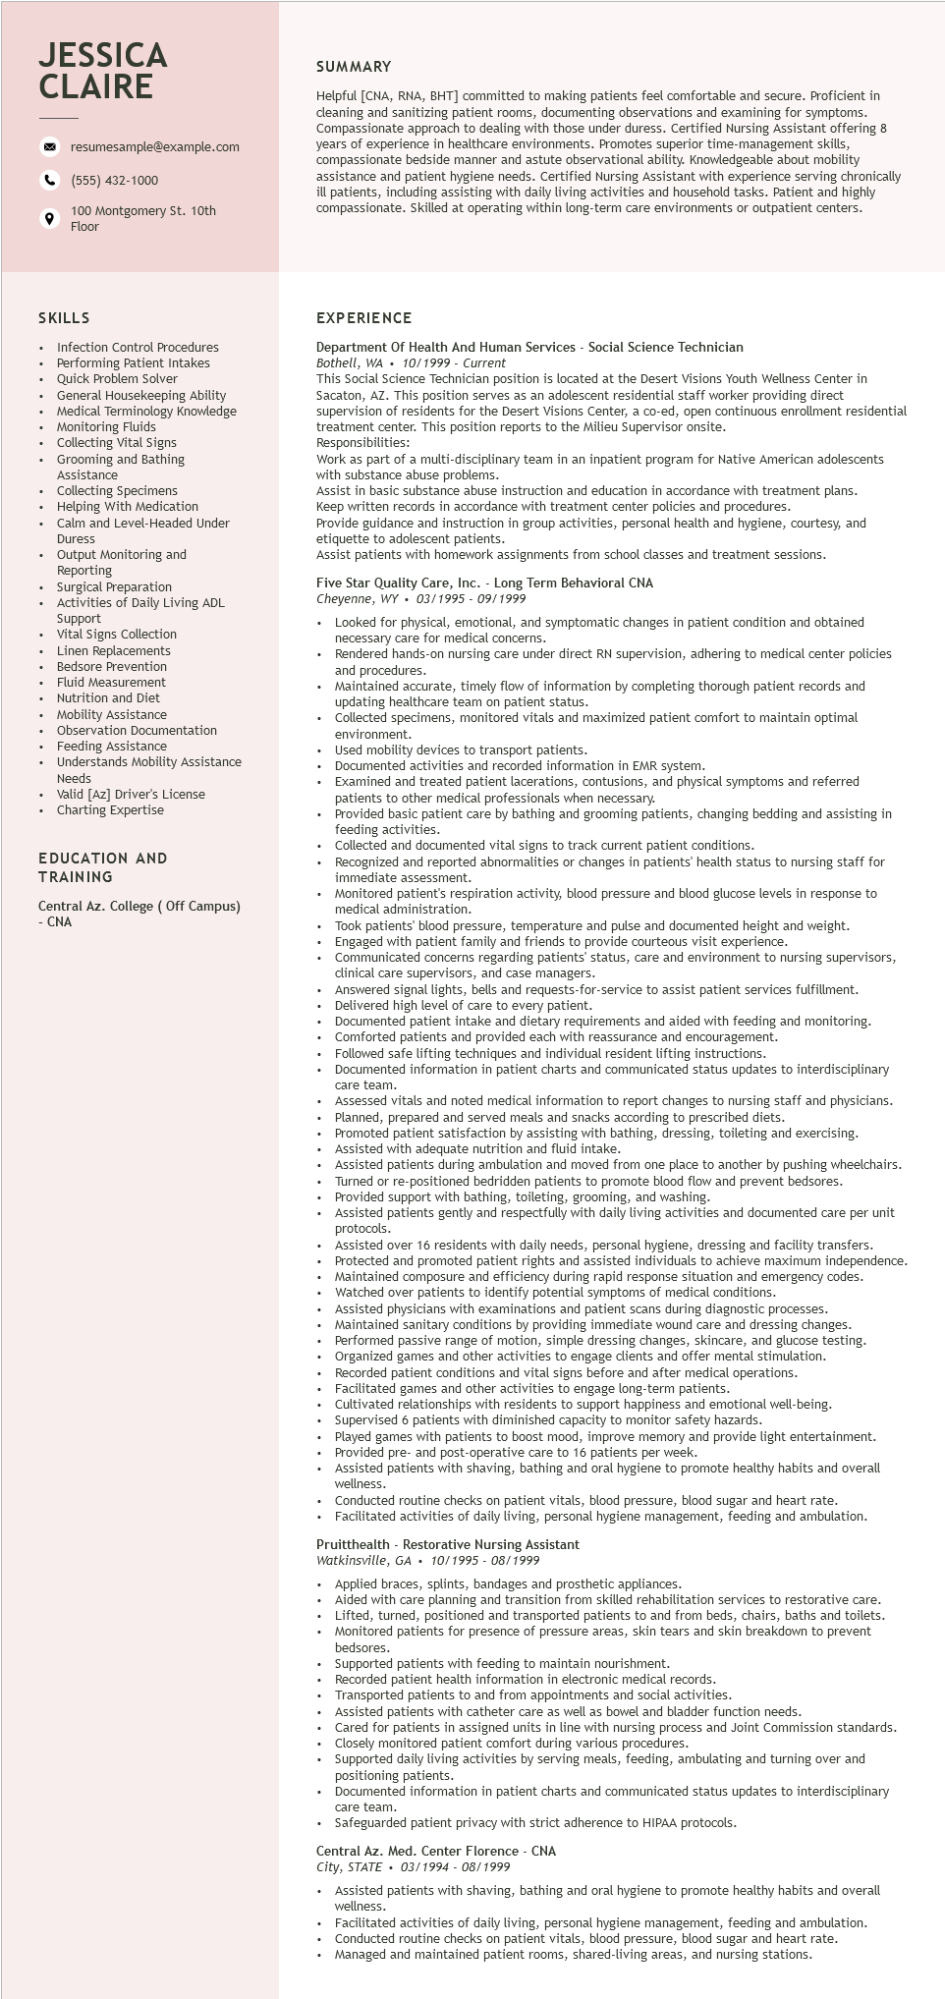 JESSICA
CLAIRE
resumesample@example.com
(555) 432-1000
100 Montgomery St. 10th
Floor
SUMMARY
Helpful [CNA, RNA, BHT] committed to making patients feel comfortable and secure. Proficient in
cleaning and sanitizing patient rooms, documenting observations and examining for symptoms.
Compassionate approach to dealing with those under duress. Certified Nursing Assistant offering 8
years of experience in healthcare environments. Promotes superior time-management skills,
compassionate bedside manner and astute observational ability. Knowledgeable about mobility
assistance and patient hygiene needs. Certified Nursing Assistant with experience serving chronically
ill patients, including assisting with daily living activities and household tasks. Patient and highly
compassionate. Skilled at operating within long-term care environments or outpatient centers.
SKILLS
• Infection Control Procedures
• Performing Patient Intakes
• Quick Problem Solver
• General Housekeeping Ability
• Medical Terminology Knowledge
• Monitoring Fluids
• Collecting Vital Signs
• Grooming and Bathing
Assistance
• Collecting Specimens
• Helping With Medication
• Calm and Level-Headed Under
Duress
• Output Monitoring and
Reporting
• Surgical Preparation
• Activities of Daily Living ADL
Support
• Vital Signs Collection
• Linen Replacements
• Bedsore Prevention
• Fluid Measurement
• Nutrition and Diet
• Mobility Assistance
• Observation Documentation
• Feeding Assistance
• Understands Mobility Assistance
Needs
• Valid [Az] Driver's License
• Charting Expertise
EDUCATION AND
TRAINING
Central Az. College ( Off Campus)
- CNA
EXPERIENCE
Department Of Health And Human Services - Social Science Technician
Bothell, WA • 10/1999 - Current
This Social Science Technician position is located at the Desert Visions Youth Wellness Center in
Sacaton, AZ. This position serves as an adolescent residential staff worker providing direct
supervision of residents for the Desert Visions Center, a co-ed, open continuous enrollment residential
treatment center. This position reports to the Milieu Supervisor onsite.
Responsibilities:
Work as part of a multi-disciplinary team in an inpatient program for Native American adolescents
with substance abuse problems.
Assist in basic substance abuse instruction and education in accordance with treatment plans.
Keep written records in accordance with treatment center policies and procedures.
Provide guidance and instruction in group activities, personal health and hygiene, courtesy, and
etiquette to adolescent patients.
Assist patients with homework assignments from school classes and treatment sessions.
Five Star Quality Care, Inc. - Long Term Behavioral CNA
Cheyenne, WY • 03/1995 - 09/1999
• Looked for physical, emotional, and symptomatic changes in patient condition and obtained
necessary care for medical concerns.
• Rendered hands-on nursing care under direct RN supervision, adhering to medical center policies
and procedures.
• Maintained accurate, timely flow of information by completing thorough patient records and
updating healthcare team on patient status.
• Collected specimens, monitored vitals and maximized patient comfort to maintain optimal
environment.
• Used mobility devices to transport patients.
• Documented activities and recorded information in EMR system.
• Examined and treated patient lacerations, contusions, and physical symptoms and referred
patients to other medical professionals when necessary.
• Provided basic patient care by bathing and grooming patients, changing bedding and assisting in
feeding activities.
• Collected and documented vital signs to track current patient conditions.
• Recognized and reported abnormalities or changes in patients' health status to nursing staff for
immediate assessment.
• Monitored patient's respiration activity, blood pressure and blood glucose levels in response to
medical administration.
• Took patients' blood pressure, temperature and pulse and documented height and weight.
• Engaged with patient family and friends to provide courteous visit experience.
• Communicated concerns regarding patients' status, care and environment to nursing supervisors,
clinical care supervisors, and case managers.
• Answered signal lights, bells and requests-for-service to assist patient services fulfillment.
• Delivered high level of care to every patient.
• Documented patient intake and dietary requirements and aided with feeding and monitoring.
• Comforted patients and provided each with reassurance and encouragement.
• Followed safe lifting techniques and individual resident lifting instructions.
• Documented information in patient charts and communicated status updates to interdisciplinary
care team.
• Assessed vitals and noted medical information to report changes to nursing staff and physicians.
• Planned, prepared and served meals and snacks according to prescribed diets.
• Promoted patient satisfaction by assisting with bathing, dressing, toileting and exercising.
• Assisted with adequate nutrition and fluid intake.
• Assisted patients during ambulation and moved from one place to another by pushing wheelchairs.
• Turned or re-positioned bedridden patients to promote blood flow and prevent bedsores.
• Provided support with bathing, toileting, grooming, and washing.
• Assisted patients gently and respectfully with daily living activities and documented care per unit
protocols.
• Assisted over 16 residents with daily needs, personal hygiene, dressing and facility transfers.
• Protected and promoted patient rights and assisted individuals to achieve maximum independence.
• Maintained composure and efficiency during rapid response situation and emergency codes.
• Watched over patients to identify potential symptoms of medical conditions.
• Assisted physicians with examinations and patient scans during diagnostic processes.
• Maintained sanitary conditions by providing immediate wound care and dressing changes.
• Performed passive range of motion, simple dressing changes, skincare, and glucose testing.
• Organized games and other activities to engage clients and offer mental stimulation.
• Recorded patient conditions and vital signs before and after medical operations.
• Facilitated games and other activities to engage long-term patients.
• Cultivated relationships with residents to support happiness and emotional well-being.
• Supervised 6 patients with diminished capacity to monitor safety hazards.
• Played games with patients to boost mood, improve memory and provide light entertainment.
• Provided pre- and post-operative care to 16 patients per week.
• Assisted patients with shaving, bathing and oral hygiene to promote healthy habits and overall
wellness.
• Conducted routine checks on patient vitals, blood pressure, blood sugar and heart rate.
• Facilitated activities of daily living, personal hygiene management, feeding and ambulation.
Pruitthealth - Restorative Nursing Assistant
Watkinsville, GA • 10/1995 - 08/1999
• Applied braces, splints, bandages and prosthetic appliances.
• Aided with care planning and transition from skilled rehabilitation services to restorative care.
• Lifted, turned, positioned and transported patients to and from beds, chairs, baths and toilets.
• Monitored patients for presence of pressure areas, skin tears and skin breakdown to prevent
bedsores.
• Supported patients with feeding to maintain nourishment.
• Recorded patient health information in electronic medical records.
• Transported patients to and from appointments and social activities.
• Assisted patients with catheter care as well as bowel and bladder function needs.
• Cared for patients in assigned units in line with nursing process and Joint Commission standards.
• Closely monitored patient comfort during various procedures.
• Supported daily living activities by serving meals, feeding, ambulating and turning over and
positioning patients.
• Documented information in patient charts and communicated status updates to interdisciplinary
care team.
• Safeguarded patient privacy with strict adherence to HIPAA protocols.
Central Az. Med. Center Florence - CNA
City, STATE • 03/1994 - 08/1999
• Assisted patients with shaving, bathing and oral hygiene to promote healthy habits and overall
wellness.
• Facilitated activities of daily living, personal hygiene management, feeding and ambulation.
• Conducted routine checks on patient vitals, blood pressure, blood sugar and heart rate.
• Managed and maintained patient rooms, shared-living areas, and nursing stations.